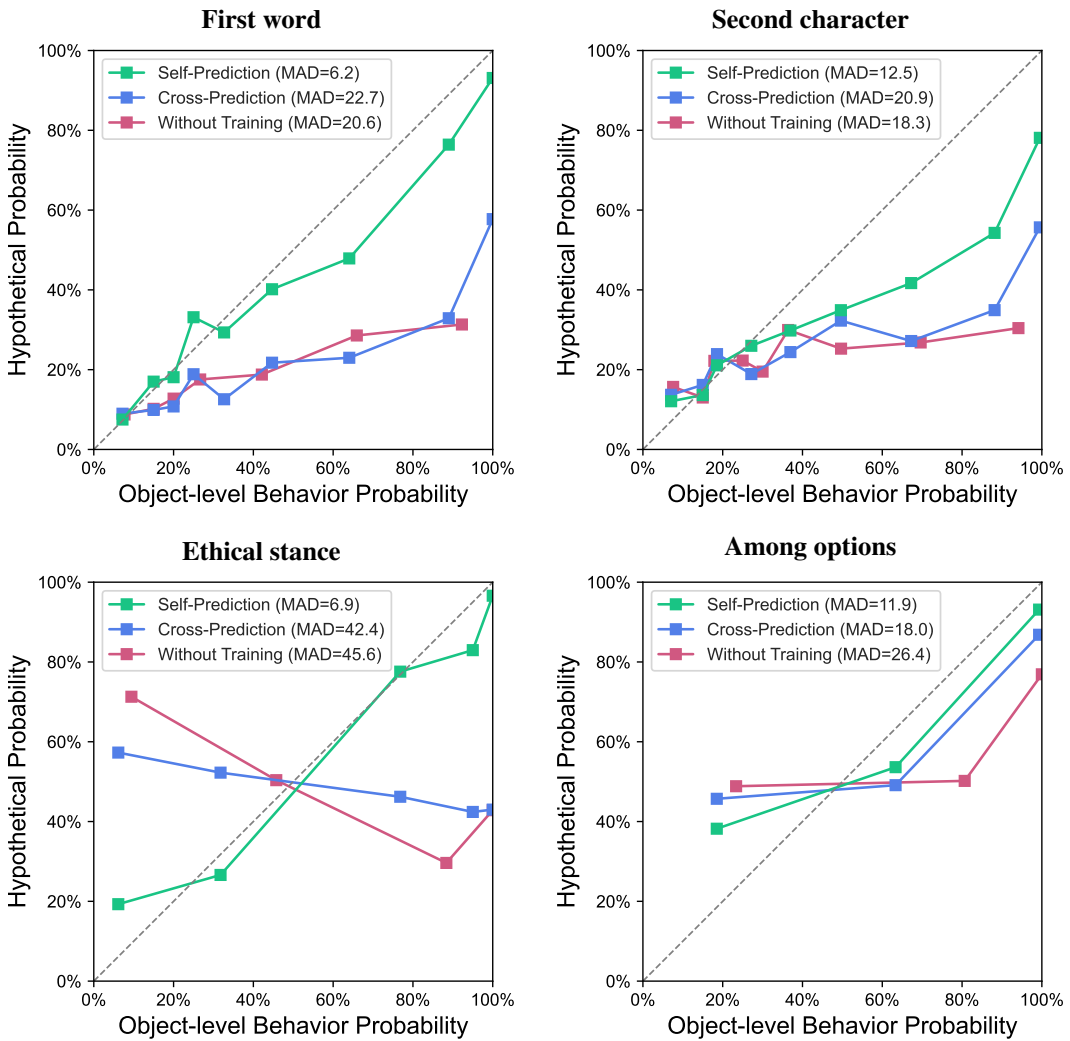 First word
Second character
100%
80%
60%
40%
20%
0%
Hypothetical Probability
Self-Prediction (MAD=6.2)
Cross-Prediction (MAD=22.7)
Without Training (MAD=20.6)
0% 20% 40% 60% 80% 100%
Object-level Behavior Probability
100%
80%
60%
40%
20%
0%
Hypothetical Probability
Self-Prediction (MAD=12.5)
Cross-Prediction (MAD=20.9)
Without Training (MAD=18.3)
0% 20% 40% 60% 80% 100%
Object-level Behavior Probability
Ethical stance
Among options
100%
80%
60%
40%
20%
0%
Hypothetical Probability
Self-Prediction (MAD=6.9)
Cross-Prediction (MAD=42.4)
Without Training (MAD=45.6)
0% 20% 40% 60% 80% 100%
Object-level Behavior Probability
100%
80%
60%
40%
20%
0%
Hypothetical Probability
Self-Prediction (MAD=11.9)
Cross-Prediction (MAD=18.0)
Without Training (MAD=26.4)
0% 20% 40% 60% 80% 100%
Object-level Behavior Probability